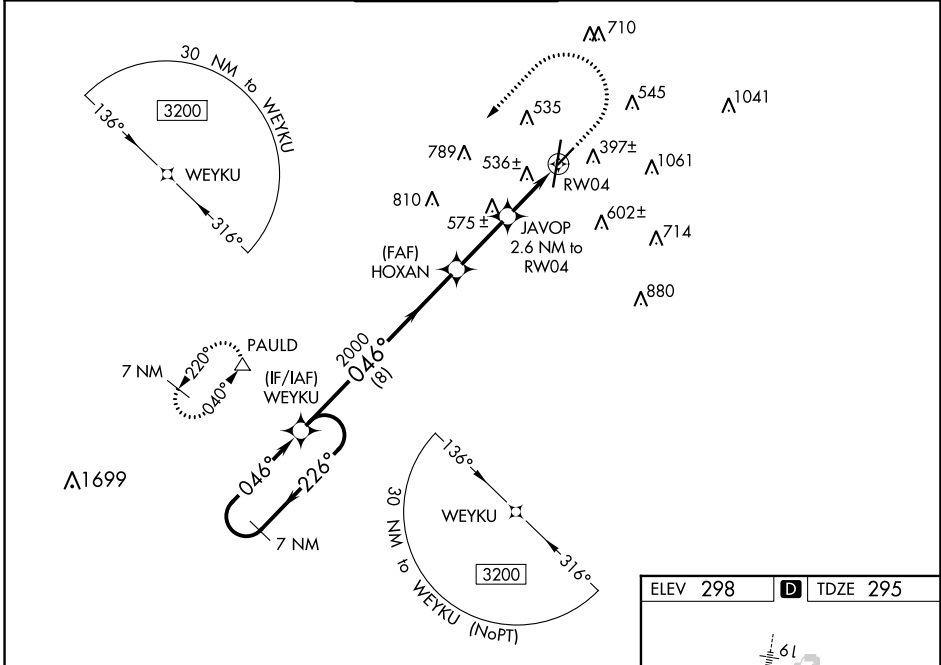 710
30 NM to WEYKU
3200
136°
WEYKU
316°
535
545
1041
789
536±
397±
1061
RW04
810
575 ±
602±
714
JAVOP
2.6 NM to
RW04
(FAF)
HOXAN
880
2000
046°
(8)
PAULD
7 NM
220°
040°
(IF/IAF)
WEYKU
046°
226°
7 NM
1699
136°
WEYKU
316°
30 NM to WEYKU (NoPT)
3200
ELEV 298 D TDZE 295
19